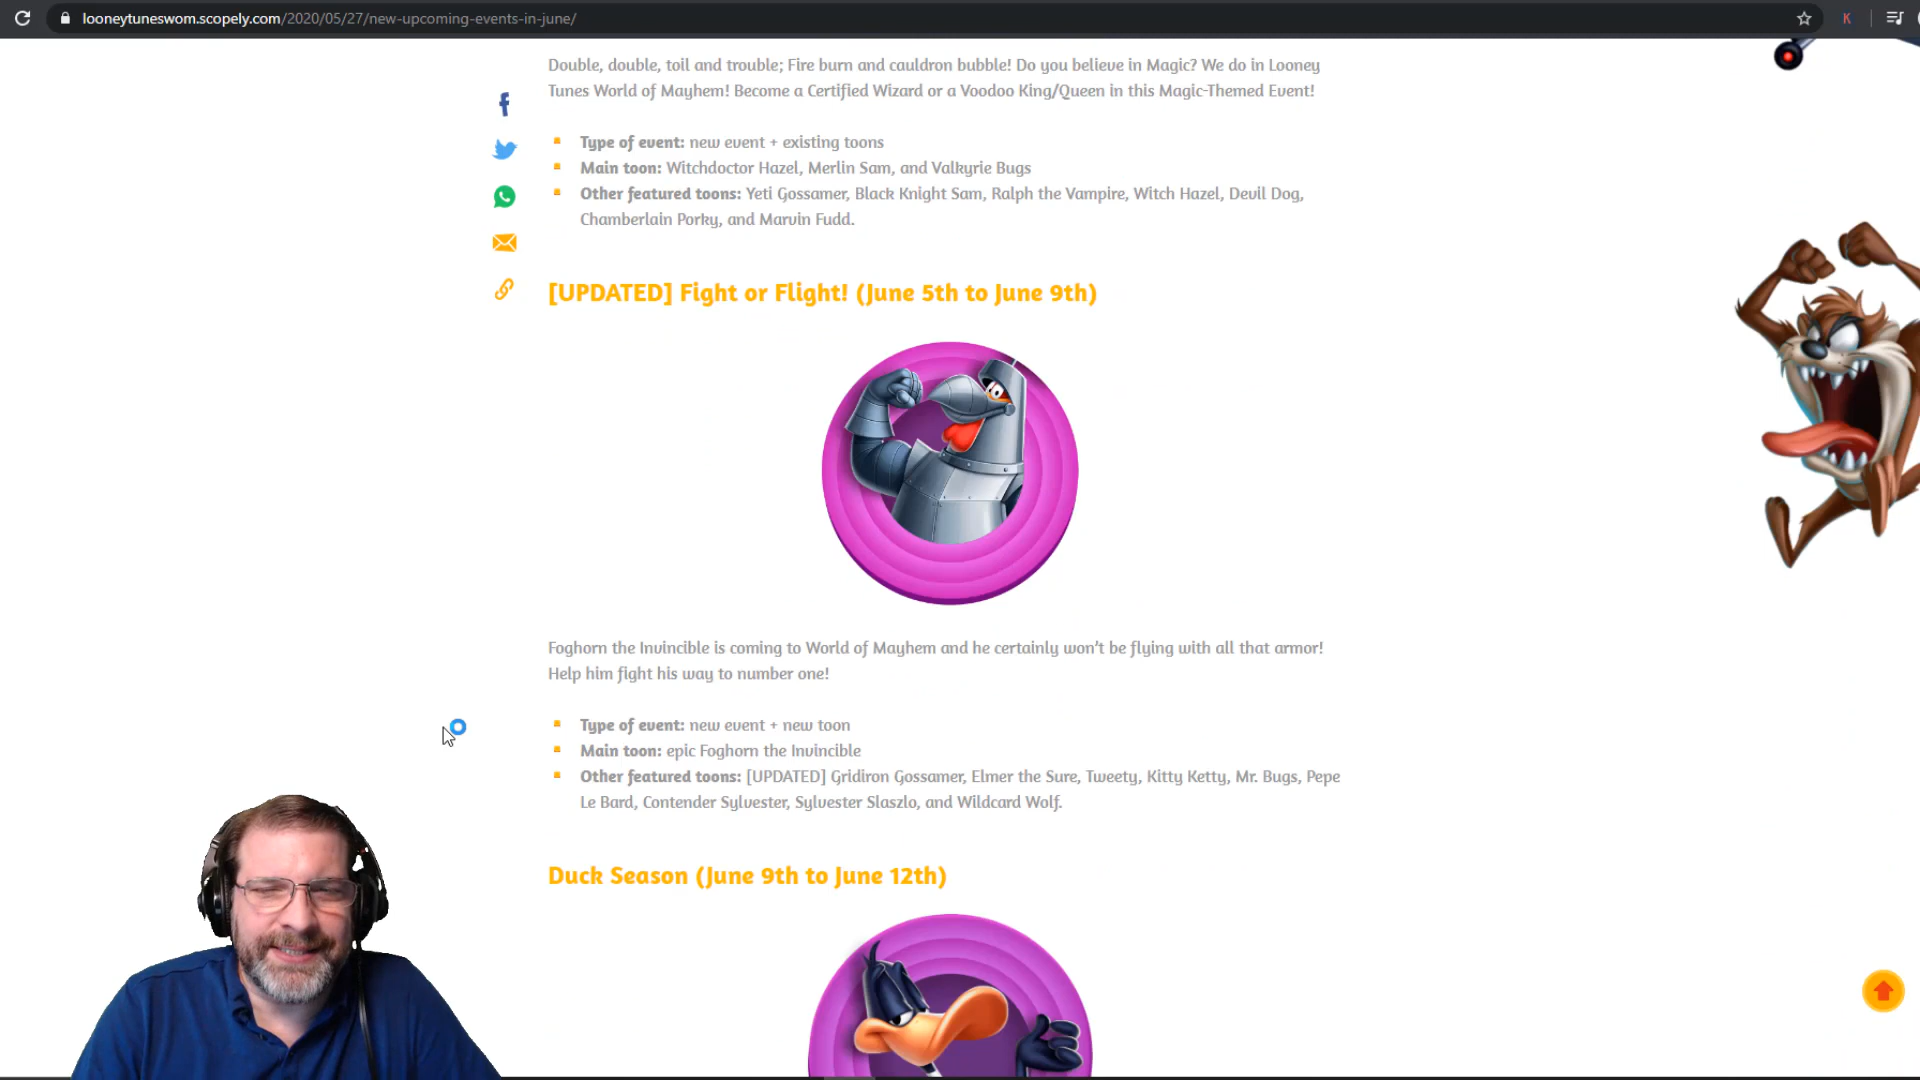 looneytuneswom.scopely.com/2020/05/27/new-upcoming-events-in-june/
K
Double, double, toil and trouble; Fire burn and cauldron bubble! Do you believe in Magic? We do in Looney
Tunes World of Mayhem! Become a Certified Wizard or a Voodoo King/Queen in this Magic-Themed Event!
Type of event: new event + existing toons
Main toon: Witchdoctor Hazel, Merlin Sam, and Valkyrie Bugs
Other featured toons: Yeti Gossamer, Black Knight Sam, Ralph the Vampire, Witch Hazel, Devil Dog,
Chamberlain Porky, and Marvin Fudd.
[UPDATED] Fight or Flight! (June 5th to June 9th)
Foghorn the Invincible is coming to World of Mayhem and he certainly won't be flying with all that armor!
Help him fight his way to number one!
Type of event: new event + new toon
Main toon: epic Foghorn the Invincible
Other featured toons: [UPDATED] Gridiron Gossamer, Elmer the Sure, Tweety, Kitty Ketty, Mr. Bugs, Pepe
Le Bard, Contender Sylvester, Sylvester Slaszlo, and Wildcard Wolf.
Duck Season (June 9th to June 12th)